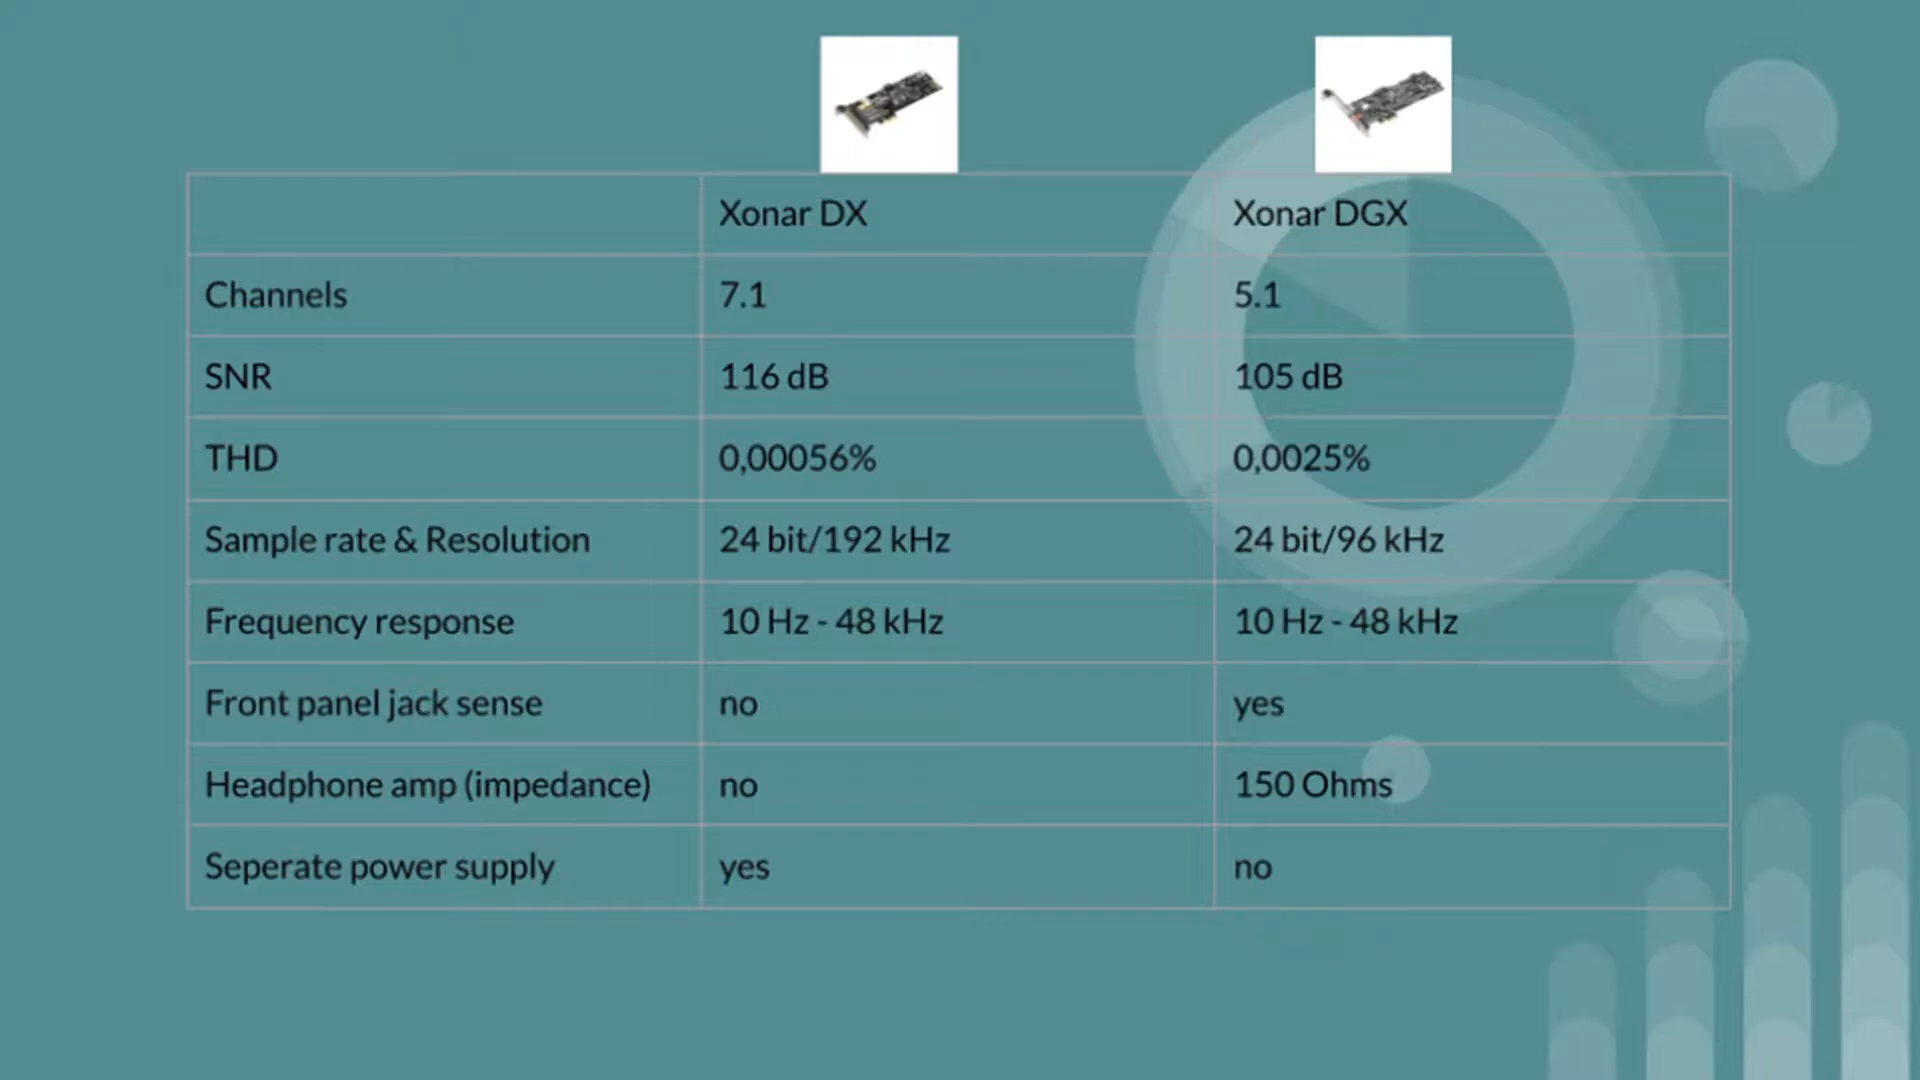 Xonar DX Xonar DGX
Channels 7.1 5.1
SNR 116 dB 105 dB
THD 0,00056% 0,0025%
Sample rate & Resolution 24 bit/192 kHz 24 bit/96 kHz
Frequency response 10 Hz - 48 kHz 10 Hz - 48 kHz
Front panel jack sense no yes
Headphone amp (impedance) no 150 Ohms
Seperate power supply yes no